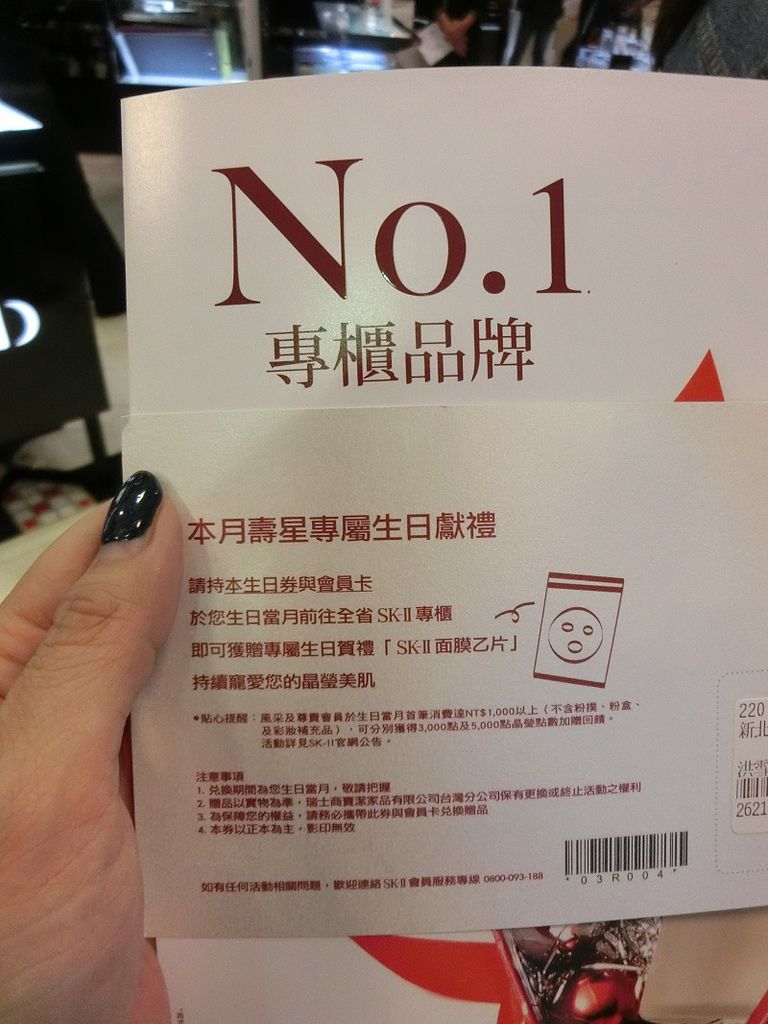 No.1
專櫃品牌
本月壽星專屬生日獻禮
請持本生日券與會員卡
於您生日當月前往全省 SK-II 專櫃
即可獲贈專屬生日賀禮「 SK-II 面膜乙片」
持續寵愛您的晶瑩美肌
•貼心提醒：風采及尊貴會員於生日當月首筆消費達NT$1,000以上（不含粉撲、粉盒、
及彩妝補充品），可分別獲得3,000點及5,000點晶瑩點數加贈回饋。
活動詳見SK-II官網公告。
注意事項
1. 兌換期間為您生日當月，敬請把握
2. 贈品以實物為準，瑞士商寶潔家品有限公司台灣分公司保有更換或終止活動之權利
3. 為保障您的權益，請務必攜帶此券與會員卡兌換贈品
4. 本券以正本為主，影印無效
*03R004*
如有任何活動相關問題，歡迎連絡 SK-II 會員服務專線 0800-093-188
220
新北
洪雪
2621